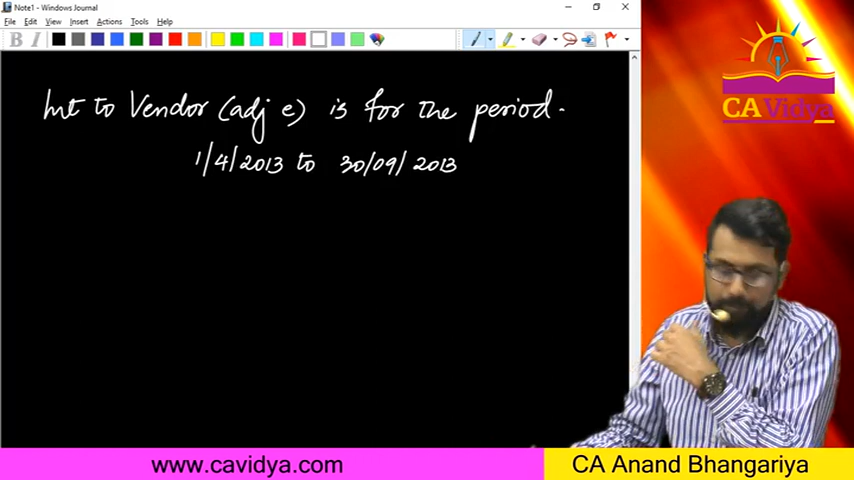 Note1 - Windows Journal
File Edit View Insert Actions Tools Help
B I
Int to Vendor (adj e) is for the period.
1/4/2013 to 30/09/2013
CA Vidya
www.cavidya.com
CA Anand Bhangariya